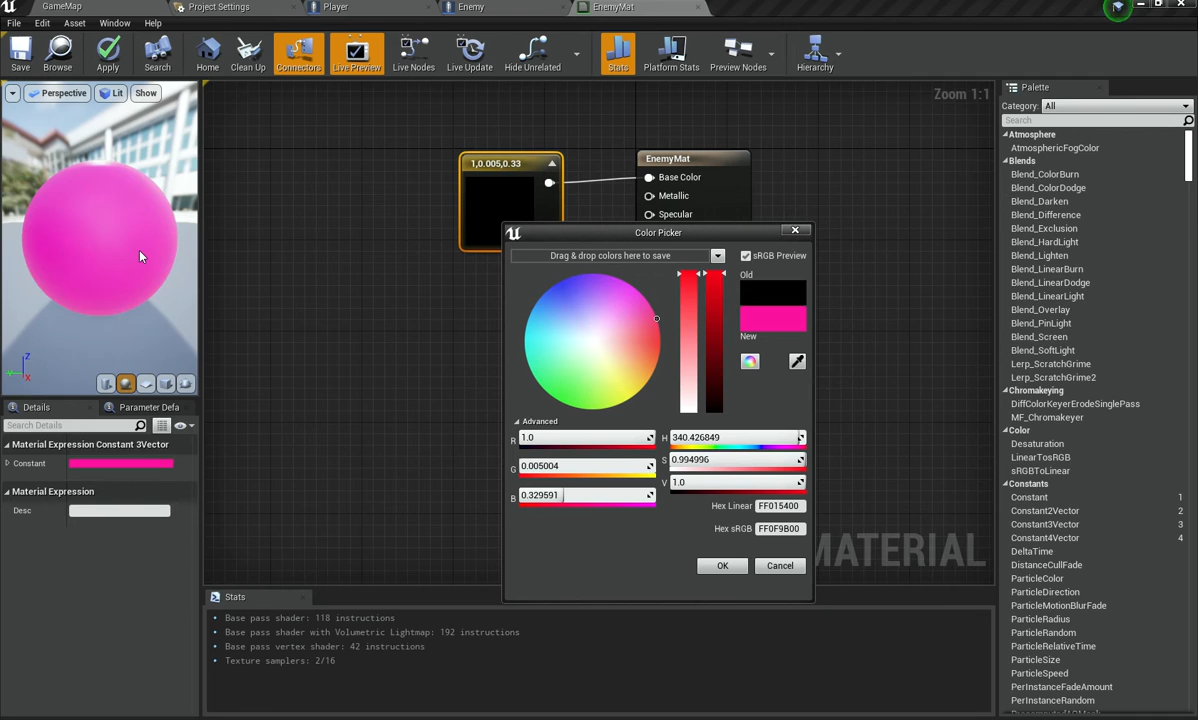 GameMap
Project Settings
Player
Enemy
EnemyMat
File Edit Asset Window Help
Save
Browse
Apply
Search
Home
Clean Up
Connectors
Live Preview
Live Nodes
Live Update
Hide Unrelated
Stats
Platform Stats
Preview Nodes
Hierarchy
Perspective
Lit
Show
Z
Y
X
Zoom 1:1
1,0.005,0.33
EnemyMat
Base Color
Metallic
Specular
MATERIAL
Color Picker
Drag & drop colors here to save
sRGB Preview
Old
New
Advanced
R 1.0
G 0.005004
B 0.329591
H 340.426849
S 0.994996
V 1.0
Hex Linear FF015400
Hex sRGB FF0F9B00
OK
Cancel
Details
Parameter Defa
Search Details
Material Expression Constant 3Vector
Constant
Material Expression
Desc
Stats
Base pass shader: 118 instructions
Base pass shader with Volumetric Lightmap: 192 instructions
Base pass vertex shader: 42 instructions
Texture samplers: 2/16
Palette
Category: All
Search
Atmosphere
AtmosphericFogColor
Blends
Blend_ColorBurn
Blend_ColorDodge
Blend_Darken
Blend_Difference
Blend_Exclusion
Blend_HardLight
Blend_Lighten
Blend_LinearBurn
Blend_LinearDodge
Blend_LinearLight
Blend_Overlay
Blend_PinLight
Blend_Screen
Blend_SoftLight
Lerp_ScratchGrime
Lerp_ScratchGrime2
Chromakeying
DiffColorKeyerErodeSinglePass
MF_Chromakeyer
Color
Desaturation
LinearTosRGB
sRGBToLinear
Constants
Constant 1
Constant2Vector 2
Constant3Vector 3
Constant4Vector 4
DeltaTime
DistanceCullFade
ParticleColor
ParticleDirection
ParticleMotionBlurFade
ParticleRadius
ParticleRandom
ParticleRelativeTime
ParticleSize
ParticleSpeed
PerInstanceFadeAmount
PerInstanceRandom